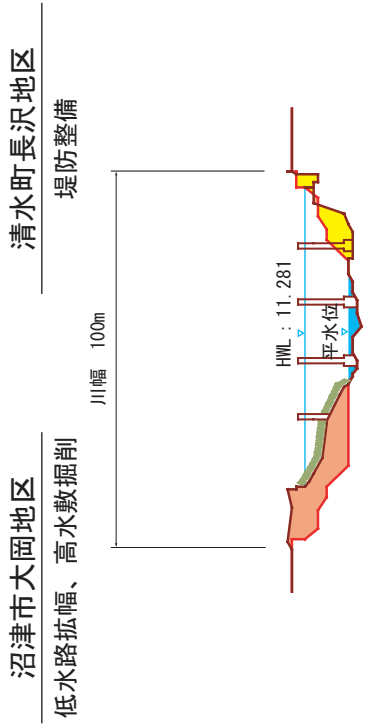 沼津市大岡地区
低水路拡幅、高水敷掘削
清水町長沢地区
堤防整備
川幅 100m
HWL : 11.281
平水位